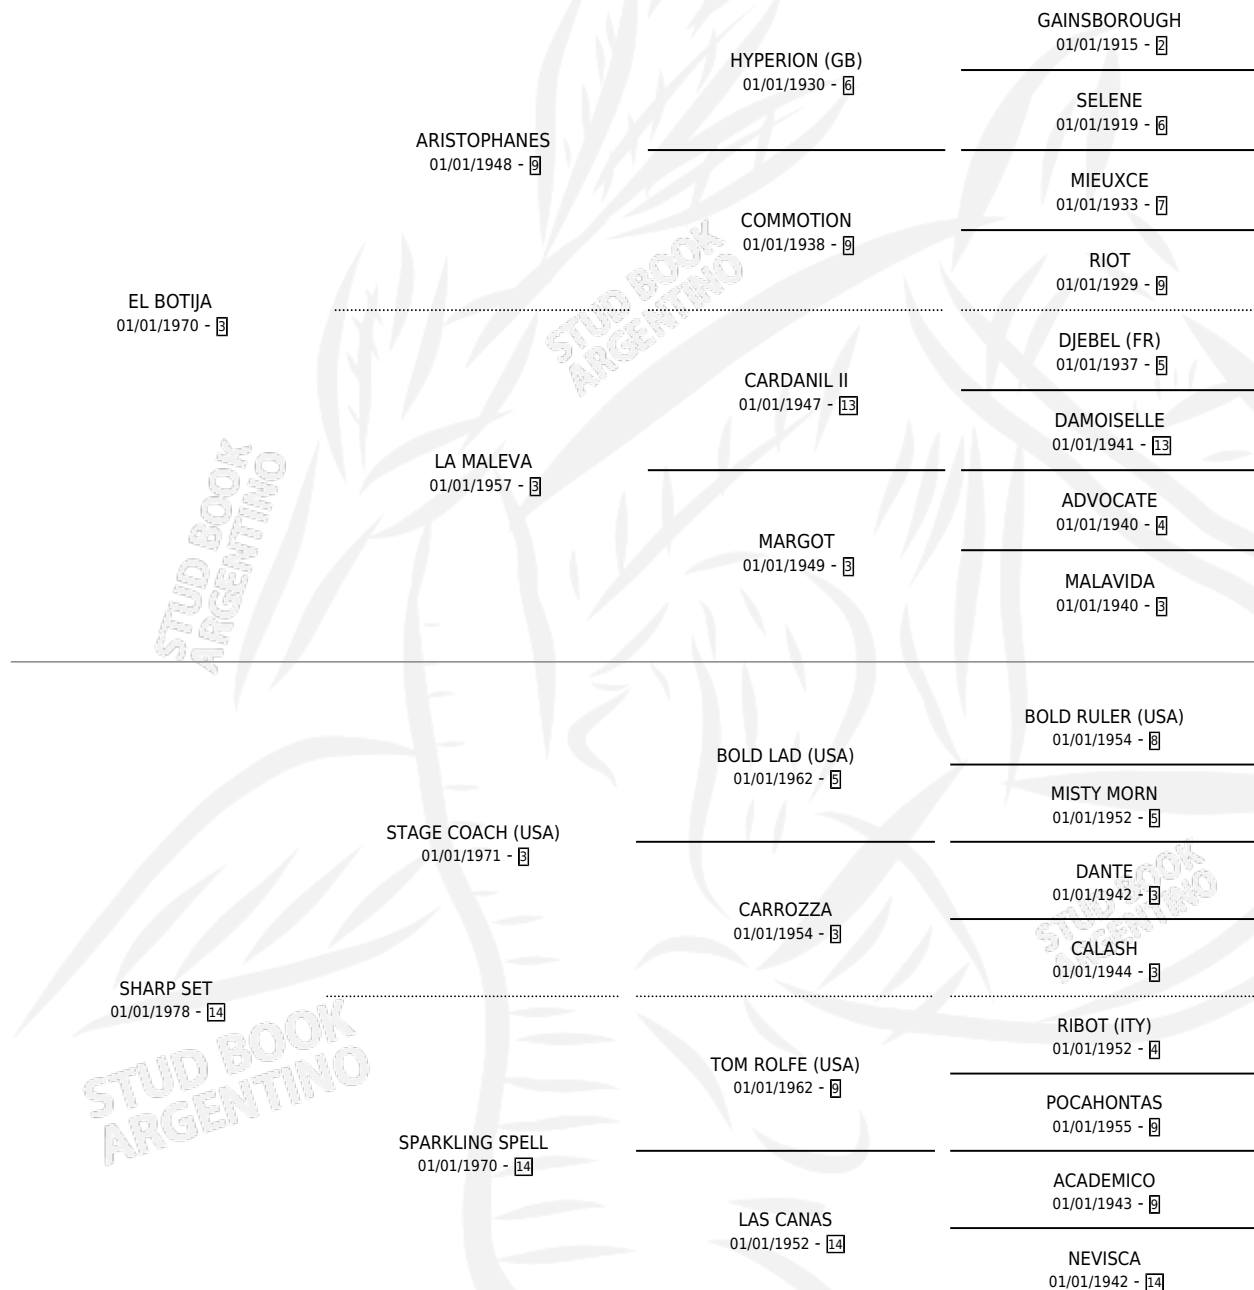 GAINSBOROUGH
01/01/1915 - 2
HYPERION (GB)
01/01/1930 - 6
SELENE
01/01/1919 - 6
ARISTOPHANES
01/01/1948 - 9
MIEUXCE
01/01/1933 - 7
COMMOTION
01/01/1938 - 9
RIOT
01/01/1929 - 9
EL BOTIJA
01/01/1970 - 3
DJEBEL (FR)
01/01/1937 - 5
CARDANIL II
01/01/1947 - 13
DAMOISELLE
01/01/1941 - 13
LA MALEVA
01/01/1957 - 3
ADVOCATE
01/01/1940 - 4
MARGOT
01/01/1949 - 3
MALAVIDA
01/01/1940 - 3
BOLD RULER (USA)
01/01/1954 - 8
BOLD LAD (USA)
01/01/1962 - 5
MISTY MORN
01/01/1952 - 5
STAGE COACH (USA)
01/01/1971 - 3
DANTE
01/01/1942 - 3
CARROZZA
01/01/1954 - 3
CALASH
01/01/1944 - 3
SHARP SET
01/01/1978 - 14
RIBOT (ITY)
01/01/1952 - 4
TOM ROLFE (USA)
01/01/1962 - 9
POCAHONTAS
01/01/1955 - 9
SPARKLING SPELL
01/01/1970 - 14
ACADEMICO
01/01/1943 - 9
LAS CANAS
01/01/1952 - 14
NEVISCA
01/01/1942 - 14
STUD BOOK
ARGENTINO
STUD BOOK
ARGENTINO
STUD BOOK
ARGENTINO
STUD BOOK
ARGENTINO